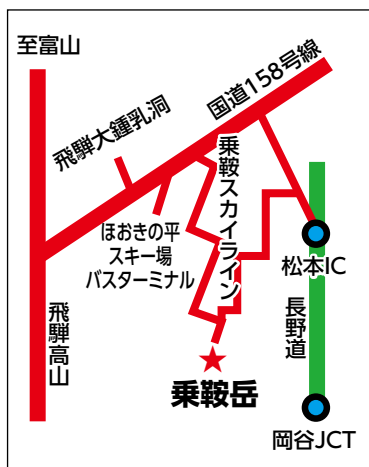 至富山
国道158号線
飛騨大鍾乳洞
乗鞍スカイライン
ほおきの平
スキー場
バスターミナル
松本IC
長野道
飛騨高山
乗鞍岳
岡谷JCT